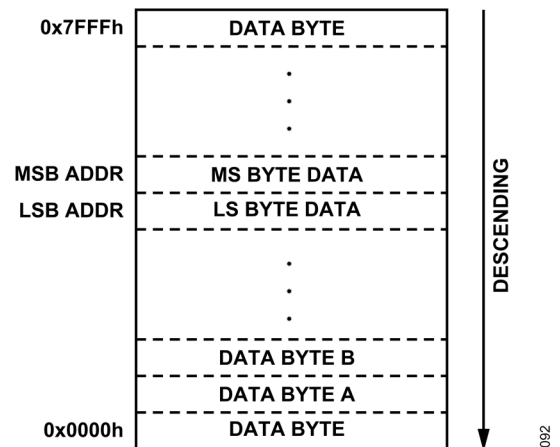 0x7FFFh DATA BYTE
MSB ADDR MS BYTE DATA
LSB ADDR LS BYTE DATA
DESCENDING
DATA BYTE B
DATA BYTE A
0x0000h DATA BYTE
092